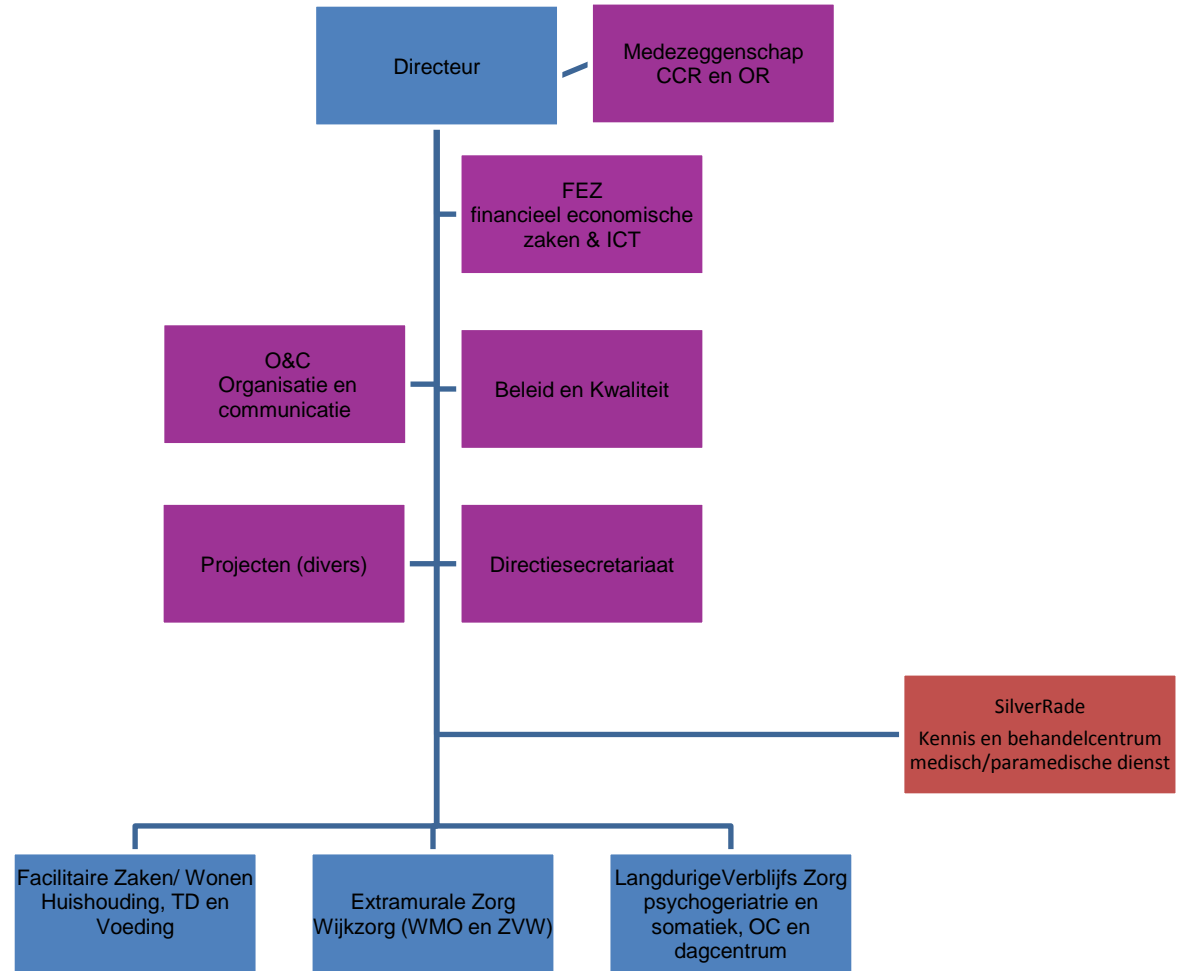 Directeur
Medezeggenschap
CCR en OR
FEZ
financieel economische
zaken & ICT
O&C
Organisatie en
communicatie
Beleid en Kwaliteit
Projecten (divers)
Directiesecretariaat
SilverRade
Kennis en behandelcentrum
medisch/paramedische dienst
Facilitaire Zaken/ Wonen
Huishouding, TD en
Voeding
Extramurale Zorg
Wijkzorg (WMO en ZVW)
LangdurigeVerblijfs Zorg
psychogeriatrie en
somatiek, OC en
dagcentrum